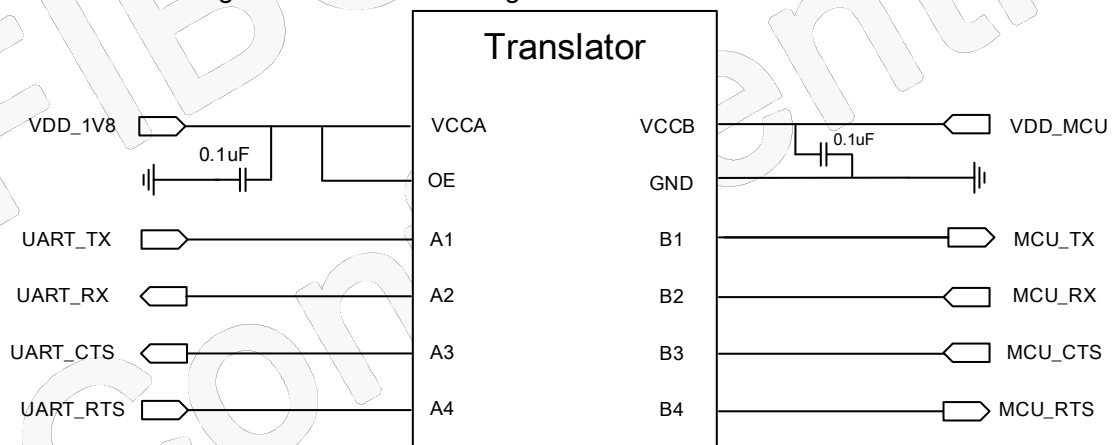 Translator
VDD_1V8 VCCA VCCB VDD_MCU
0.1uF 0.1uF
OE GND
UART_TX A1 B1 MCU_TX
UART_RX A2 B2 MCU_RX
UART_CTS A3 B3 MCU_CTS
UART_RTS A4 B4 MCU_RTS